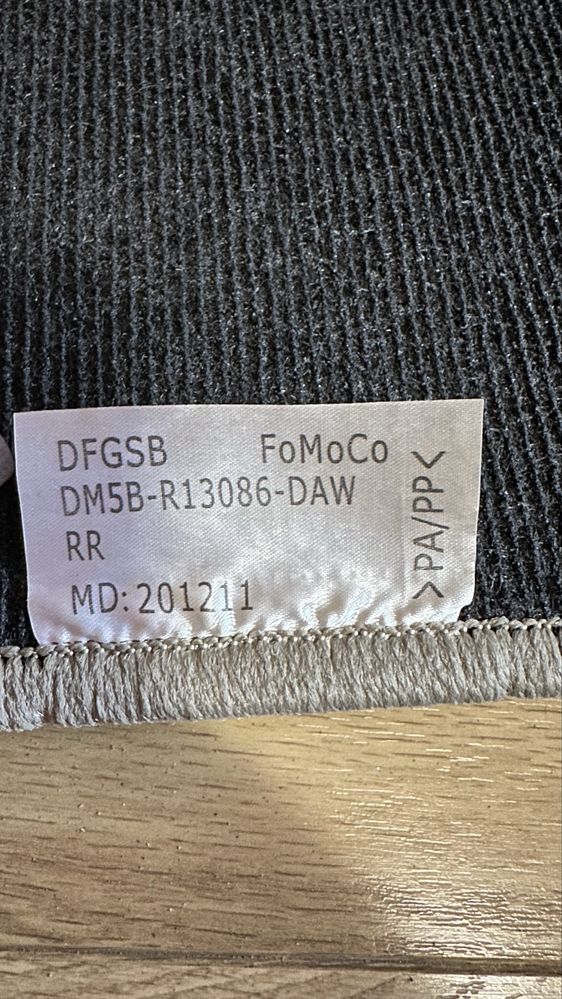 DFGSB FoMoCo
DM5B-R13086-DAW
RR
MD:201211
>PA/PP<